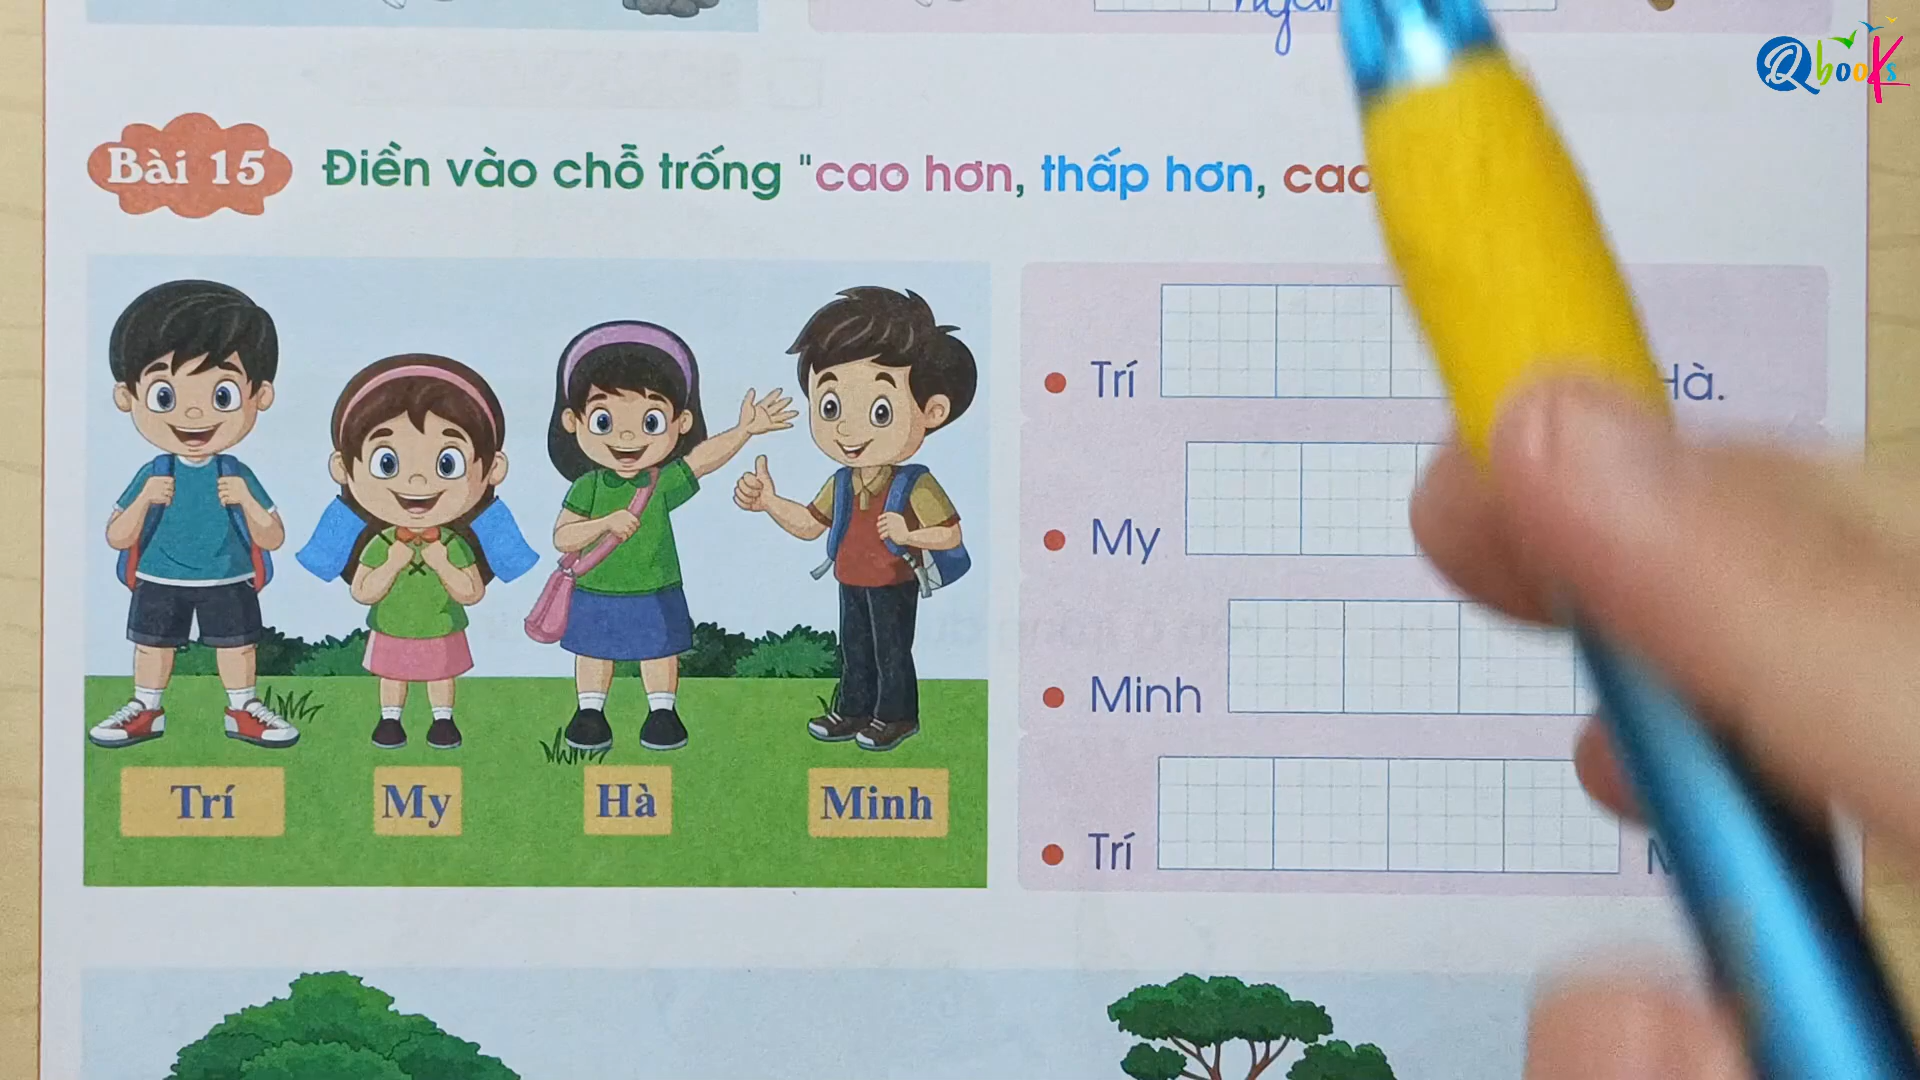 Qbooks
Bài 15 Điền vào chỗ trống "cao hơn, thấp hơn,
Trí Hà.
My
Minh
Trí
Trí My Hà Minh